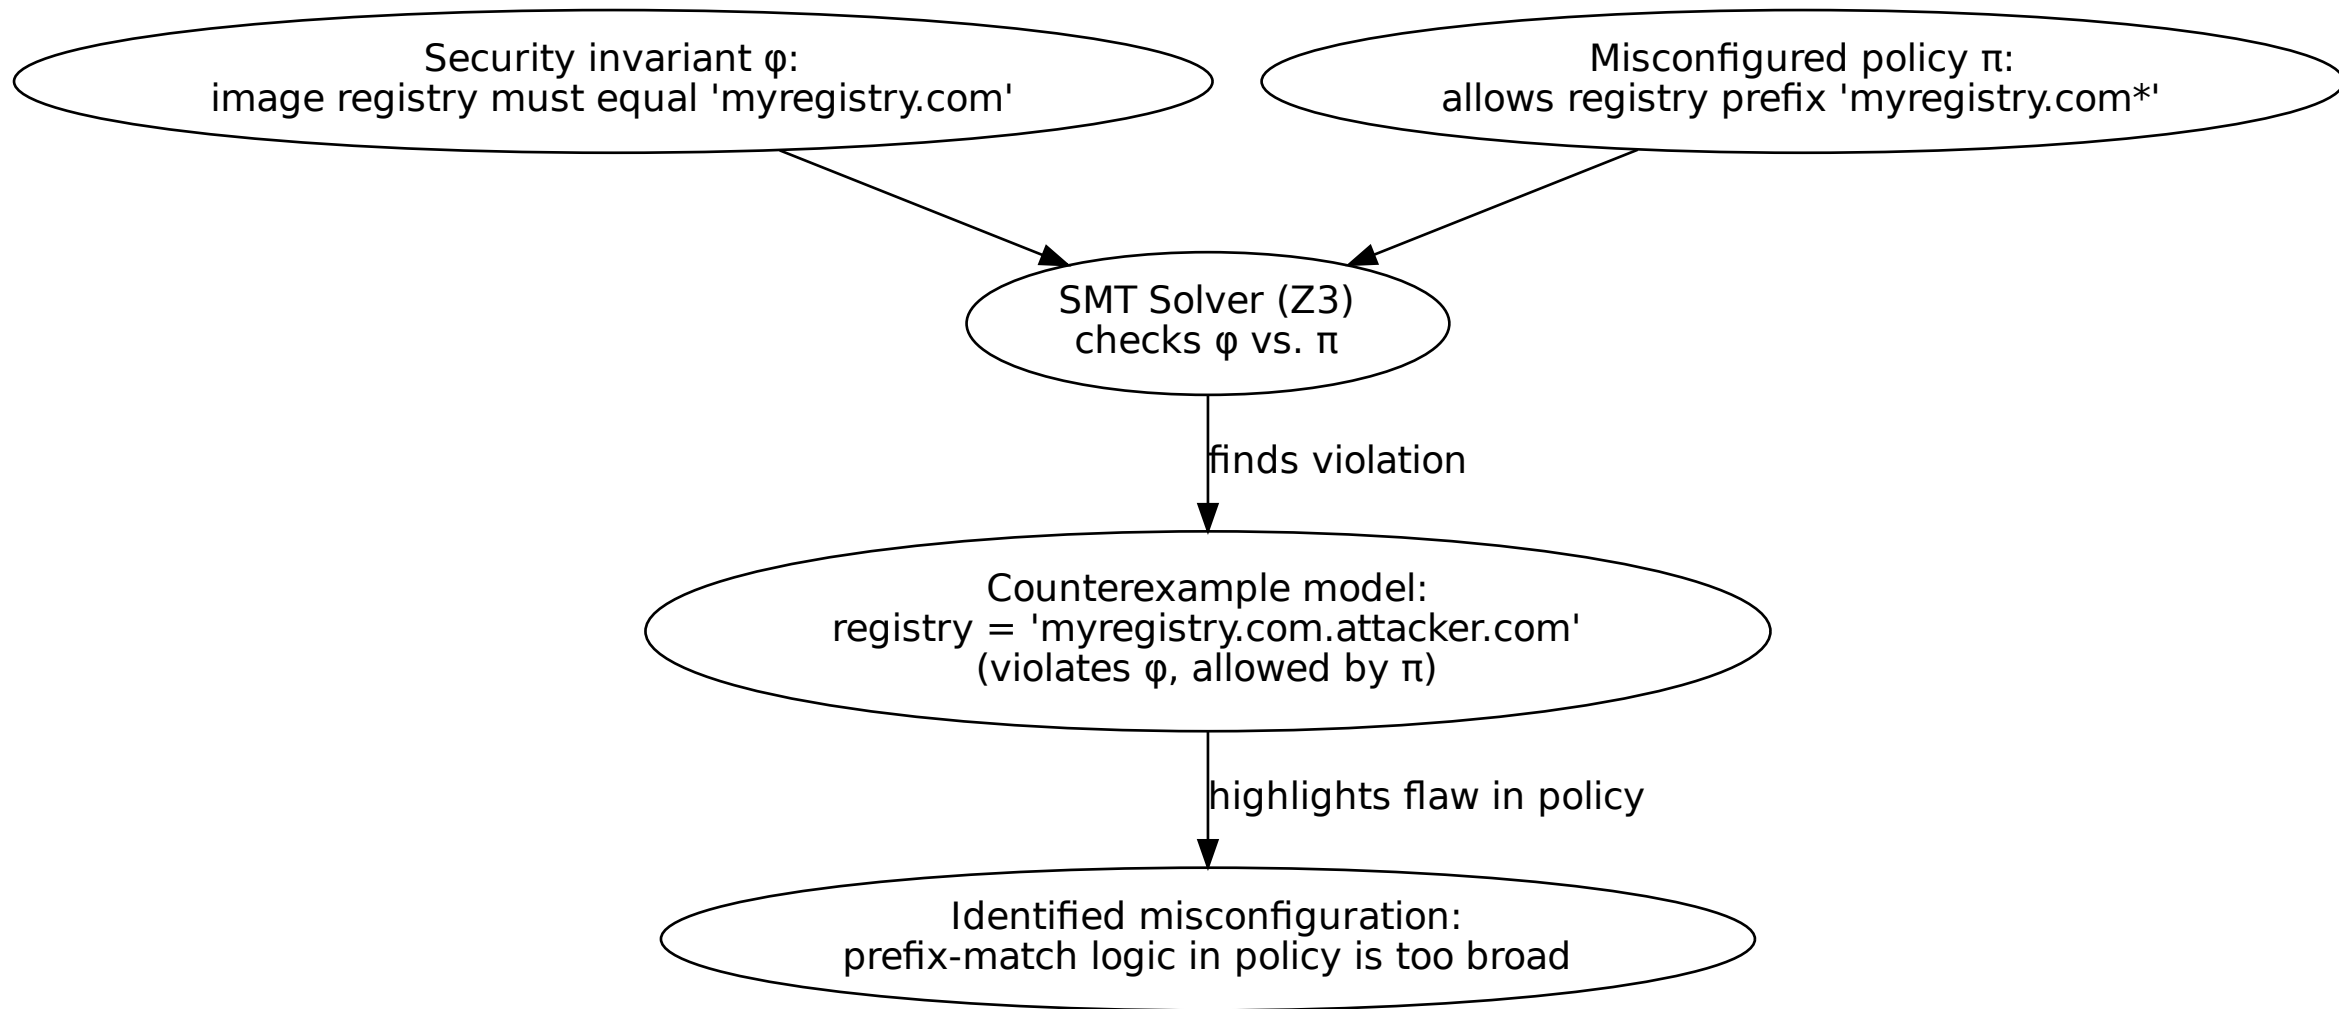 Security invariant φ:
image registry must equal 'myregistry.com'
Misconfigured policy π:
allows registry prefix 'myregistry.com*'
SMT Solver (Z3)
checks φ vs. π
finds violation
Counterexample model:
registry = 'myregistry.com.attacker.com'
(violates φ, allowed by π)
highlights flaw in policy
Identified misconfiguration:
prefix-match logic in policy is too broad